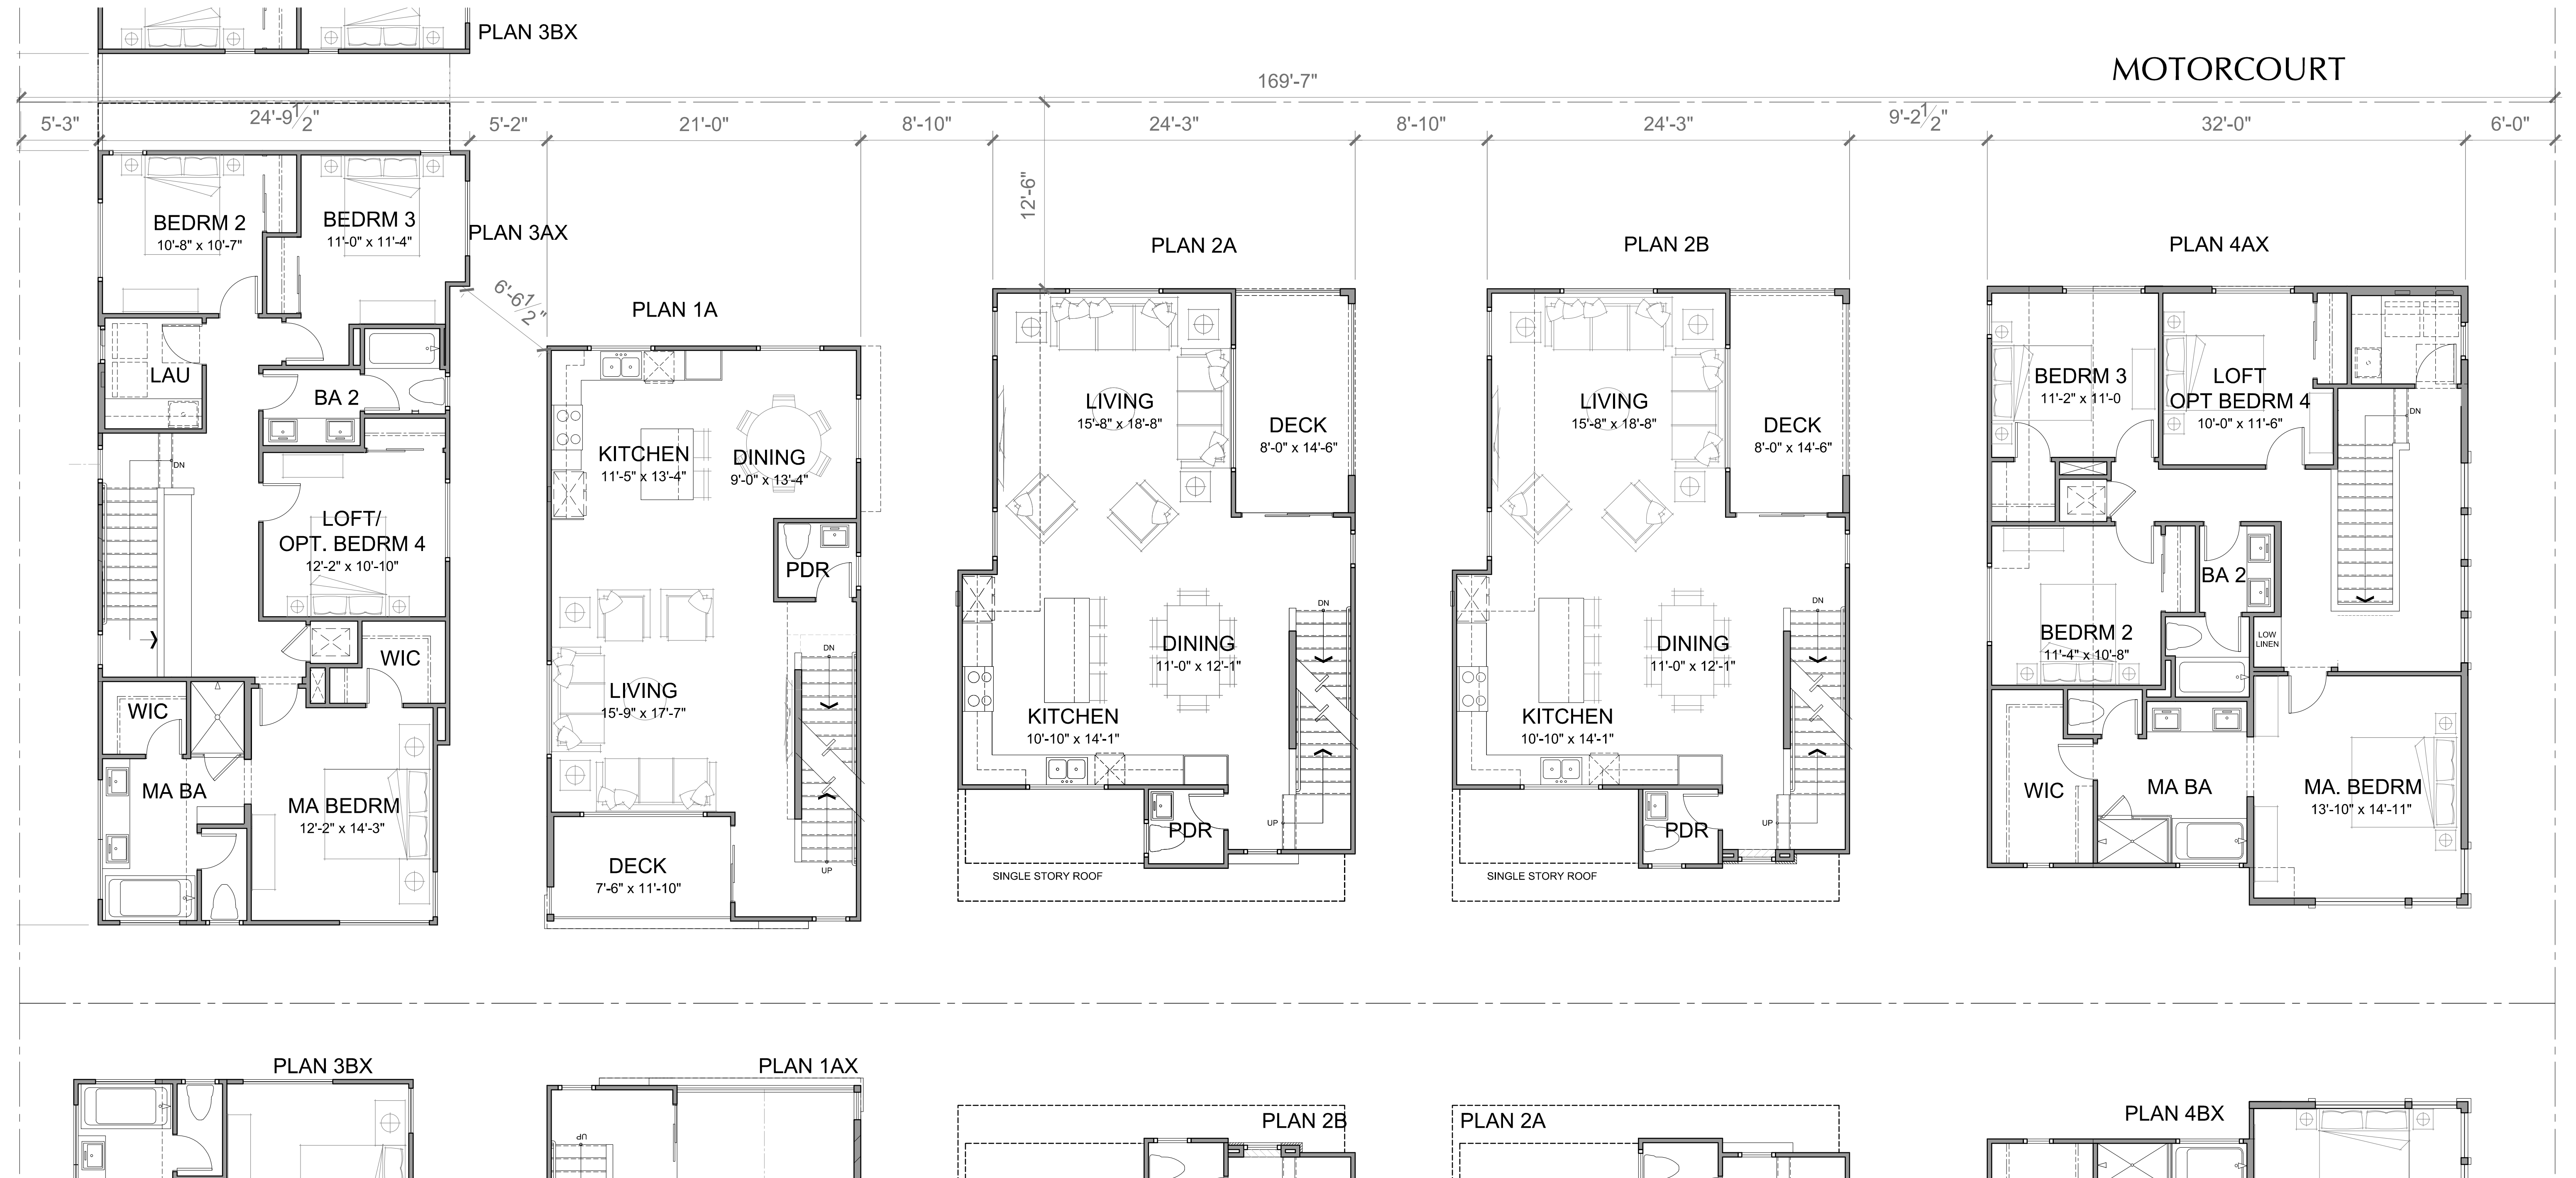 PLAN 3BX
MOTORCOURT
169'-7"
5'-3"
24'-9 1/2"
5'-2"
21'-0"
8'-10"
24'-3"
8'-10"
24'-3"
9'-2 1/2"
32'-0"
6'-0"
12'-6"
6'-6 1/2"
PLAN 3AX
BEDRM 2
10'-8" x 10'-7"
BEDRM 3
11'-0" x 11'-4"
LAU
BA 2
DN
LOFT/
OPT. BEDRM 4
12'-2" x 10'-10"
WIC
WIC
MA BA
MA BEDRM
12'-2" x 14'-3"
PLAN 1A
KITCHEN
11'-5" x 13'-4"
DINING
9'-0" x 13'-4"
PDR
DN
LIVING
15'-9" x 17'-7"
DECK
7'-6" x 11'-10"
UP
PLAN 2A
LIVING
15'-8" x 18'-8"
DECK
8'-0" x 14'-6"
DN
DINING
11'-0" x 12'-1"
KITCHEN
10'-10" x 14'-1"
UP
PDR
SINGLE STORY ROOF
PLAN 2B
LIVING
15'-8" x 18'-8"
DECK
8'-0" x 14'-6"
DN
DINING
11'-0" x 12'-1"
KITCHEN
10'-10" x 14'-1"
UP
PDR
SINGLE STORY ROOF
PLAN 4AX
BEDRM 3
11'-2" x 11'-0
LOFT
OPT BEDRM 4
10'-0" x 11'-6"
DN
BA 2
BEDRM 2
11'-4" x 10'-8"
LOW
LINEN
WIC
MA BA
MA. BEDRM
13'-10" x 14'-11"
PLAN 3BX
PLAN 1AX
UP
PLAN 2B
PLAN 2A
PLAN 4BX